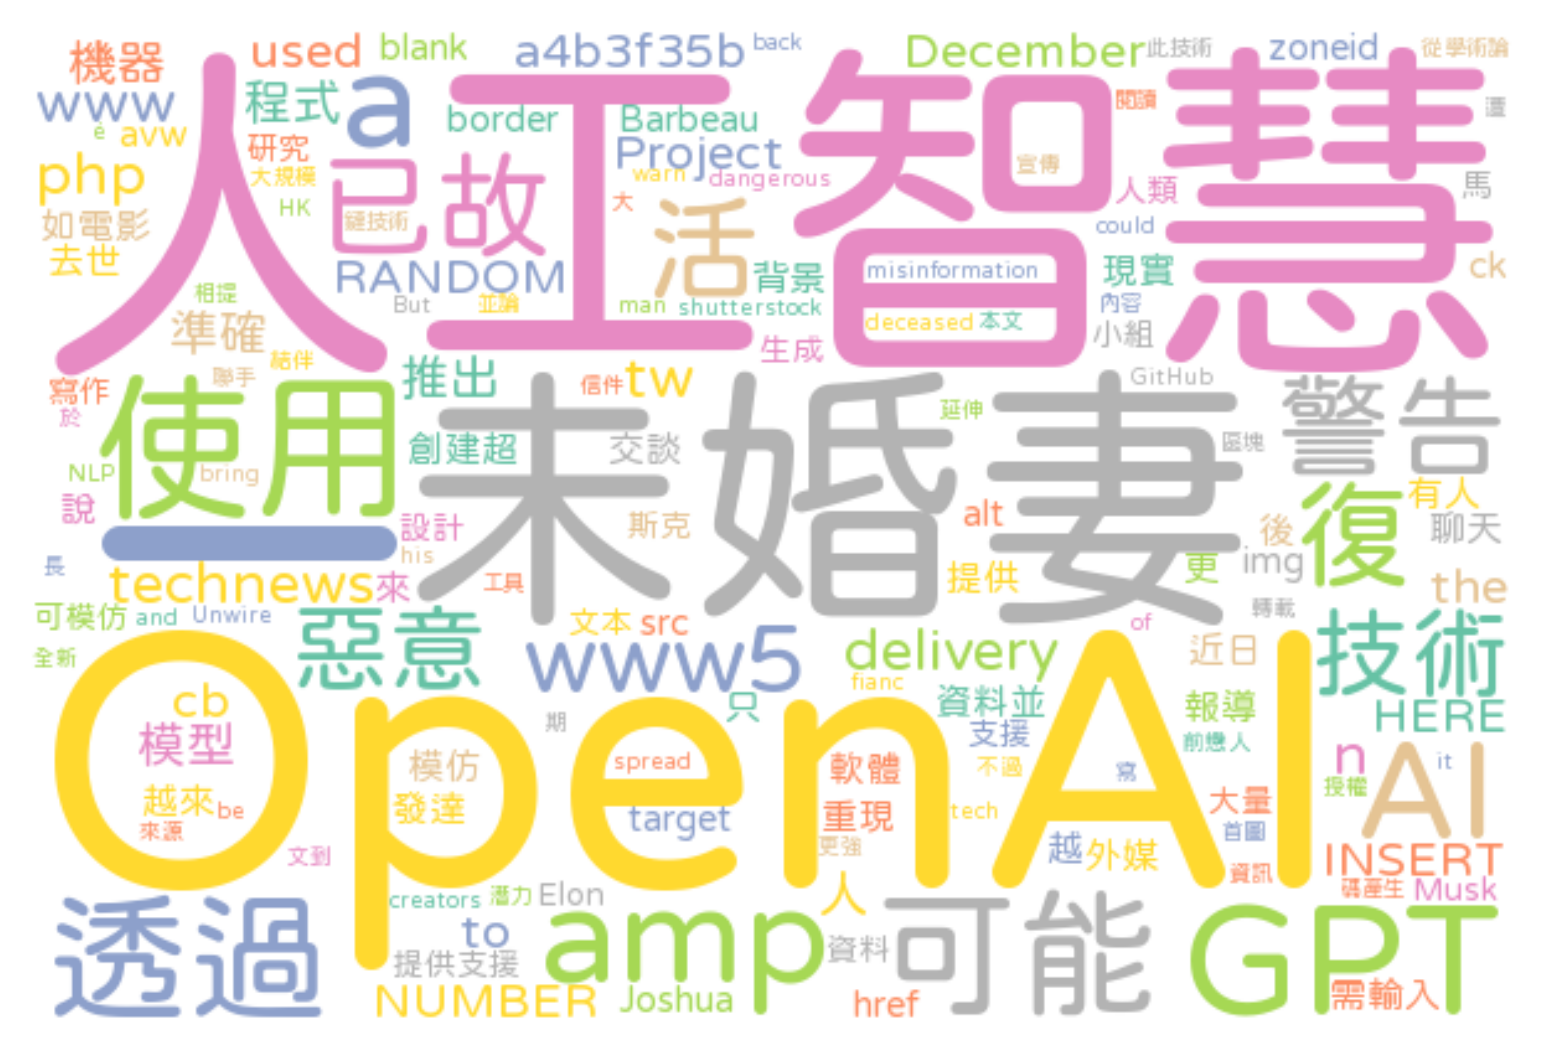 機器
used
blank
a4b3f35b
back
December
此技術
zoneid
從學術論
www
程式
a
border
Barbeau
閱讀
é
avw
研究
Project
人工智慧
php
大規模
已故
warn
dangerous
宣傳
人類
馬
HK
鏈技術
大
活
could
如電影
去世
RANDOM
背景
misinformation
現實
ck
相提
But
並論
man
shutterstock
內容
準確
deceased
本文
小組
生成
結伴
聯手
寫作
推出
信件
tw
GitHub
於
使用
未婚妻
延伸
警告
創建超
交談
區塊
NLP
bring
說
設計
斯克
alt
復
有人
後
聊天
his
長
_
technews
來
工具
提供
更
img
the
可模仿
and
Unwire
文本
src
轉載
of
全新
惡意
www5
delivery
近日
技術
fianc
cb
只
資料並
報導
HERE
期
支援
前戀人
模型
OpenAI
模仿
spread
軟體
不過
寫
n
AI
it
授權
越來
be
發達
target
重現
tech
大量
來源
首圖
更強
越
外媒
文到
資訊
INSERT
碼產生
Musk
透過
creators
潛力
Elon
人
to
amp
資料
可能
GPT
提供支援
NUMBER
Joshua
href
需輸入